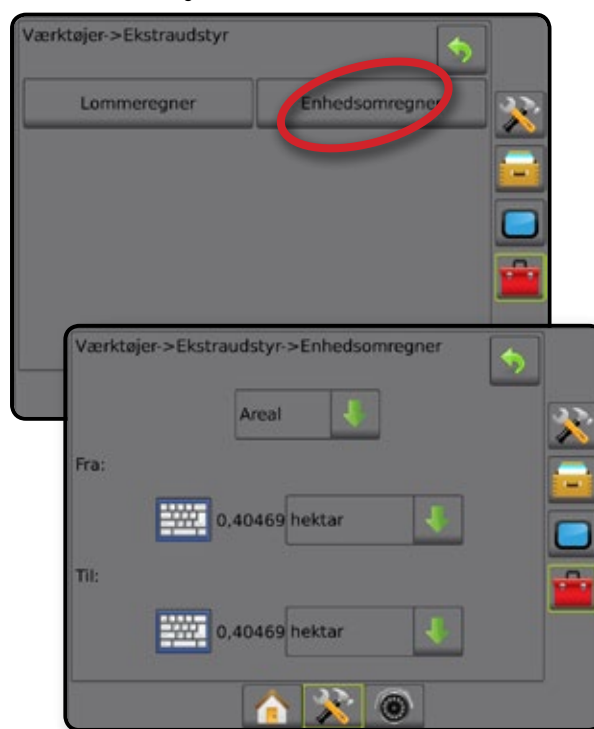 Værktøjer->Ekstraudstyr
Lommeregner
Enhedsomregner
Værktøjer->Ekstraudstyr->Enhedsomregner
Areal
Fra:
0,40469 hektar
Til:
0,40469 hektar